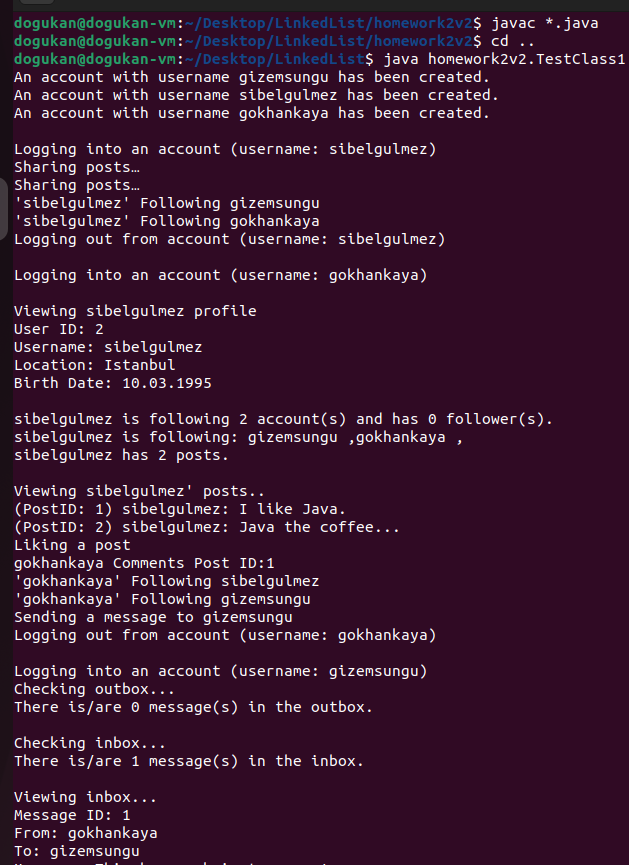 dogukan@dogukan-vm:~/Desktop/LinkedList/homework2v2$ javac *.java
dogukan@dogukan-vm:~/Desktop/LinkedList/homework2v2$ cd ..
dogukan@dogukan-vm:~/Desktop/LinkedList$ java homework2v2.TestClass1
An account with username gizemsungu has been created.
An account with username sibelgulmez has been created.
An account with username gokhankaya has been created.
Logging into an account (username: sibelgulmez)
Sharing posts…
Sharing posts…
'sibelgulmez' Following gizemsungu
'sibelgulmez' Following gokhankaya
Logging out from account (username: sibelgulmez)
Logging into an account (username: gokhankaya)
Viewing sibelgulmez profile
User ID: 2
Username: sibelgulmez
Location: Istanbul
Birth Date: 10.03.1995
sibelgulmez is following 2 account(s) and has 0 follower(s).
sibelgulmez is following: gizemsungu ,gokhankaya ,
sibelgulmez has 2 posts.
Viewing sibelgulmez' posts..
(PostID: 1) sibelgulmez: I like Java.
(PostID: 2) sibelgulmez: Java the coffee...
Liking a post
gokhankaya Comments Post ID:1
'gokhankaya' Following sibelgulmez
'gokhankaya' Following gizemsungu
Sending a message to gizemsungu
Logging out from account (username: gokhankaya)
Logging into an account (username: gizemsungu)
Checking outbox...
There is/are 0 message(s) in the outbox.
Checking inbox...
There is/are 1 message(s) in the inbox.
Viewing inbox...
Message ID: 1
From: gokhankaya
To: gizemsungu